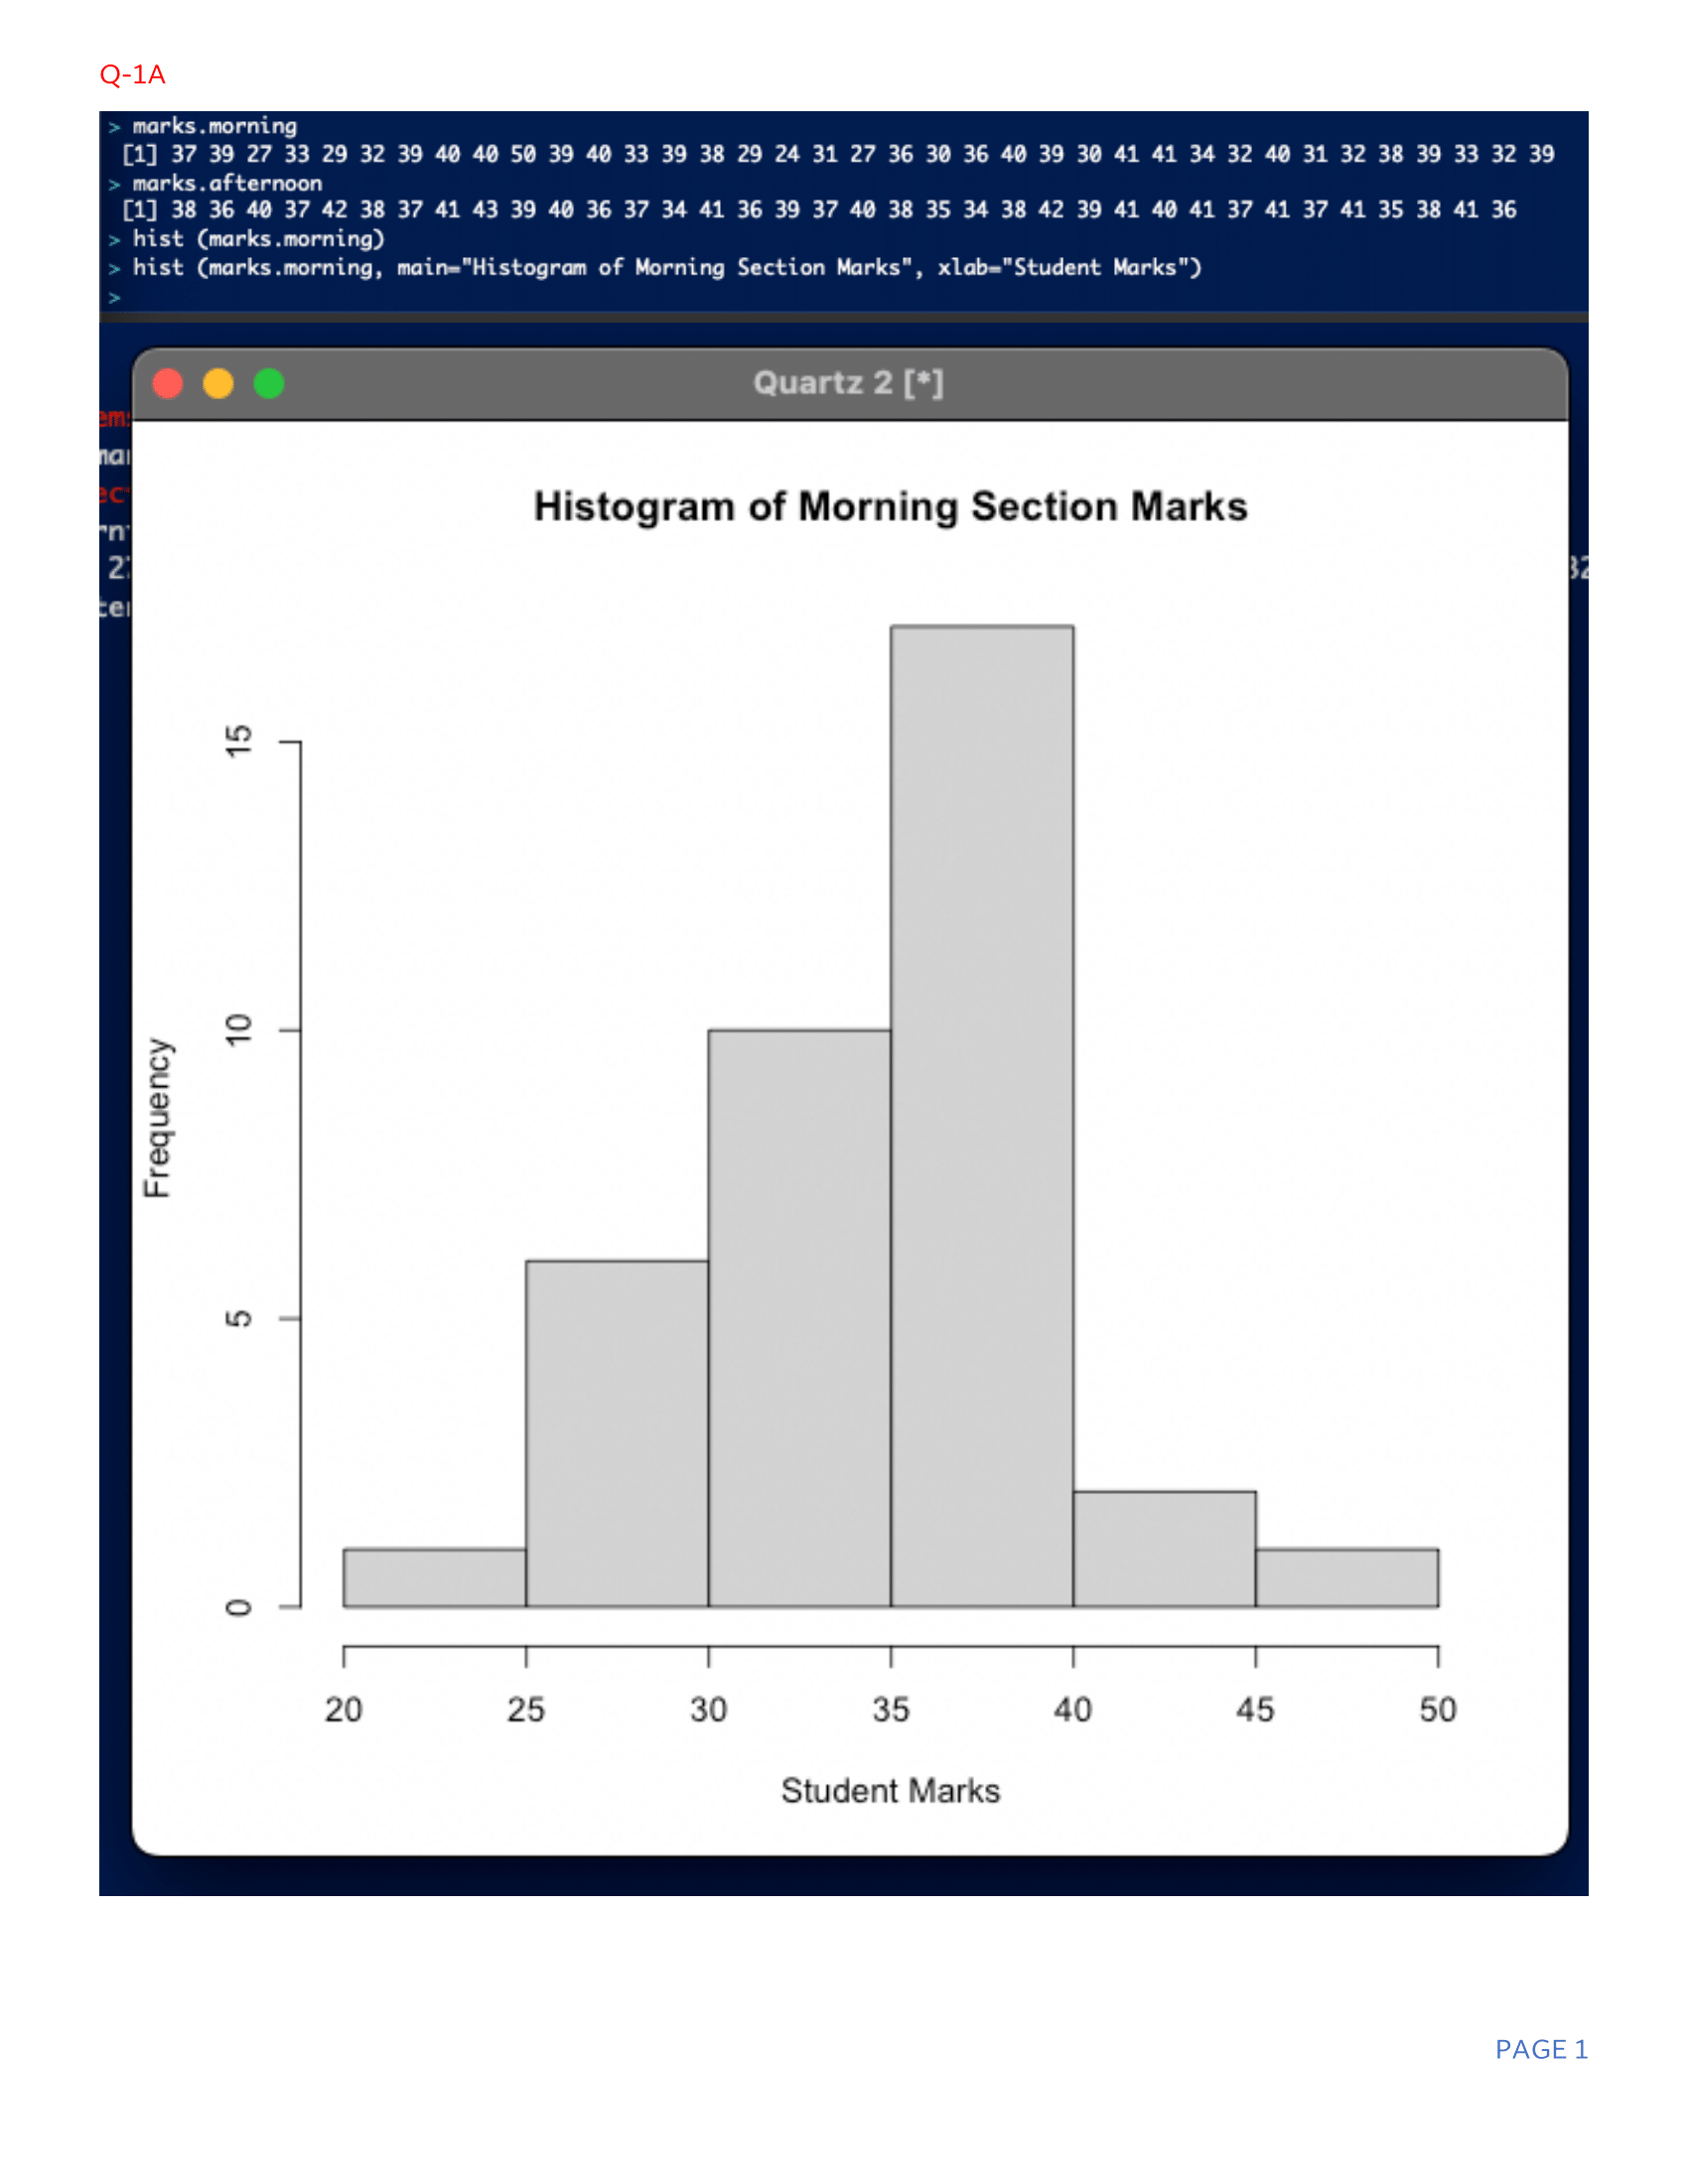 Q-1A
> marks.morning
[1] 37 39 27 33 29 32 39 40 40 50 39 40 33 39 38 29 24 31 27 36 30 36 40 39 30 41 41 34 32 40 31 32 38 39 33 32 39
> marks.afternoon
[1] 38 36 40 37 42 38 37 41 43 39 40 36 37 34 41 36 39 37 40 38 35 34 38 42 39 41 40 41 37 41 37 41 35 38 41 36
> hist (marks.morning)
> hist (marks.morning, main="Histogram of Morning Section Marks", xlab="Student Marks")
>
Quartz 2 [*]
Histogram of Morning Section Marks
15
10
5
0
Frequency
20 25 30 35 40 45 50
Student Marks
PAGE 1